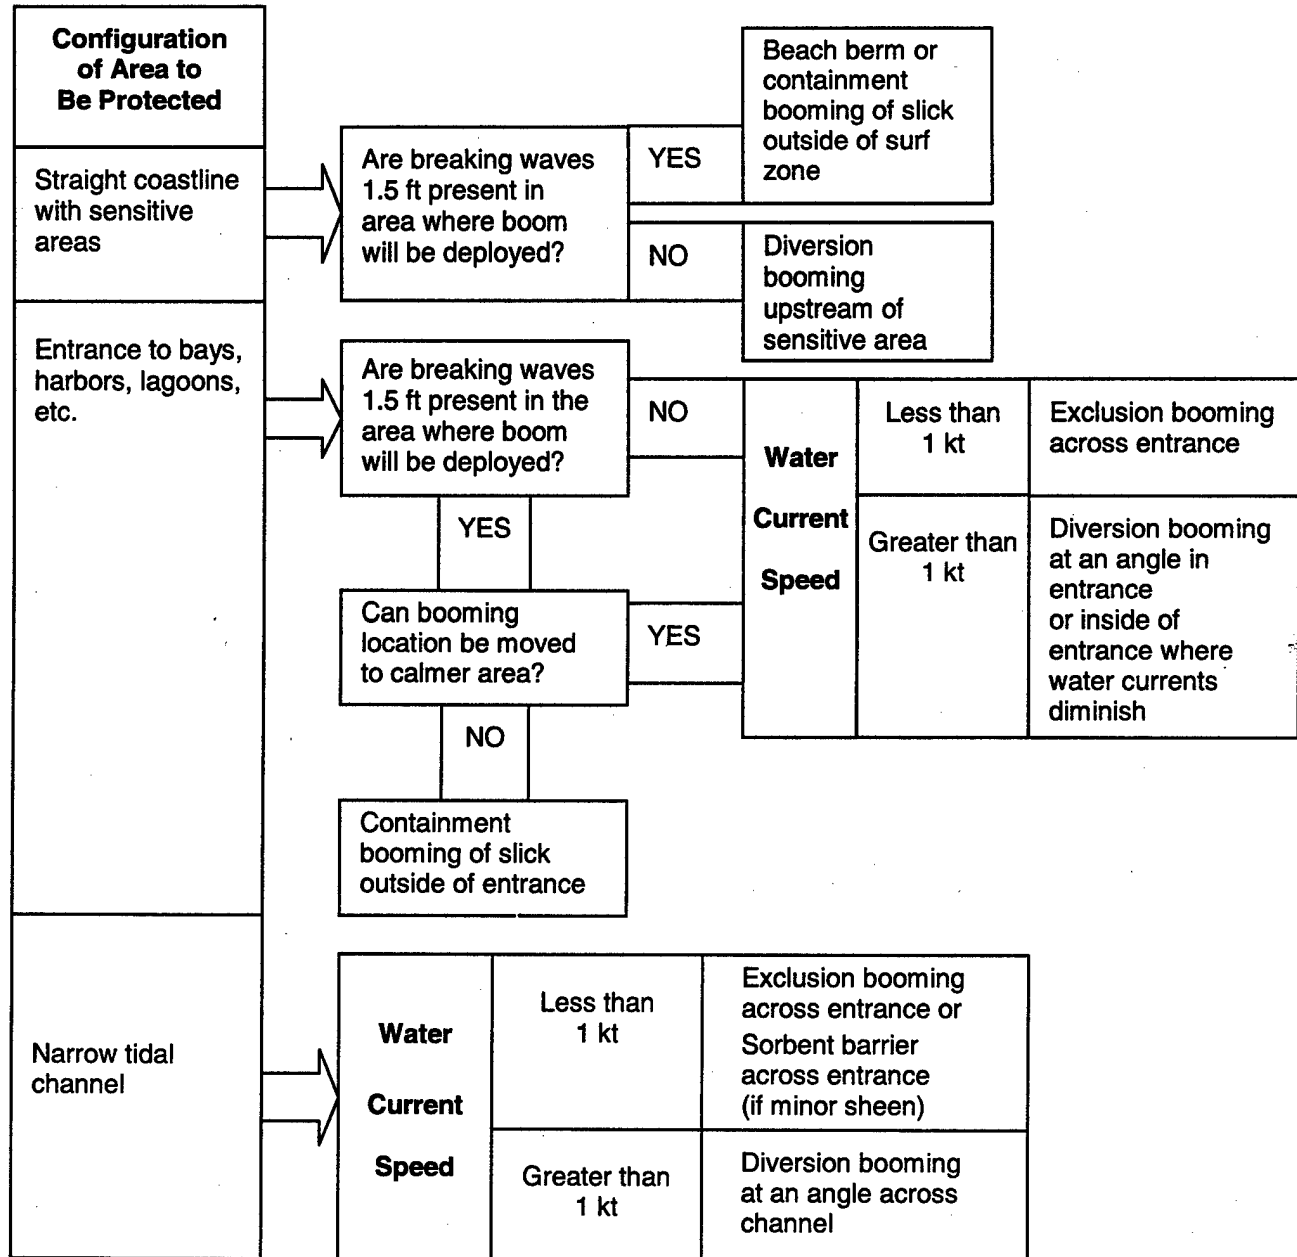 Configuration
of Area to
Be Protected
Straight coastline
with sensitive
areas
Are breaking waves
1.5 ft present in
area where boom
will be deployed?
YES
Beach berm or
containment
booming of slick
outside of surf
zone
NO
Diversion
booming
upstream of
sensitive area
Entrance to bays,
harbors, lagoons,
etc.
Are breaking waves
1.5 ft present in the
area where boom
will be deployed?
NO
YES
Can booming
location be moved
to calmer area?
YES
NO
Containment
booming of slick
outside of entrance
Water
Current
Speed
Less than
1 kt
Exclusion booming
across entrance
Greater than
1 kt
Diversion booming
at an angle in
entrance
or inside of
entrance where
water currents
diminish
Narrow tidal
channel
Water
Current
Speed
Less than
1 kt
Exclusion booming
across entrance or
Sorbent barrier
across entrance
(if minor sheen)
Greater than
1 kt
Diversion booming
at an angle across
channel